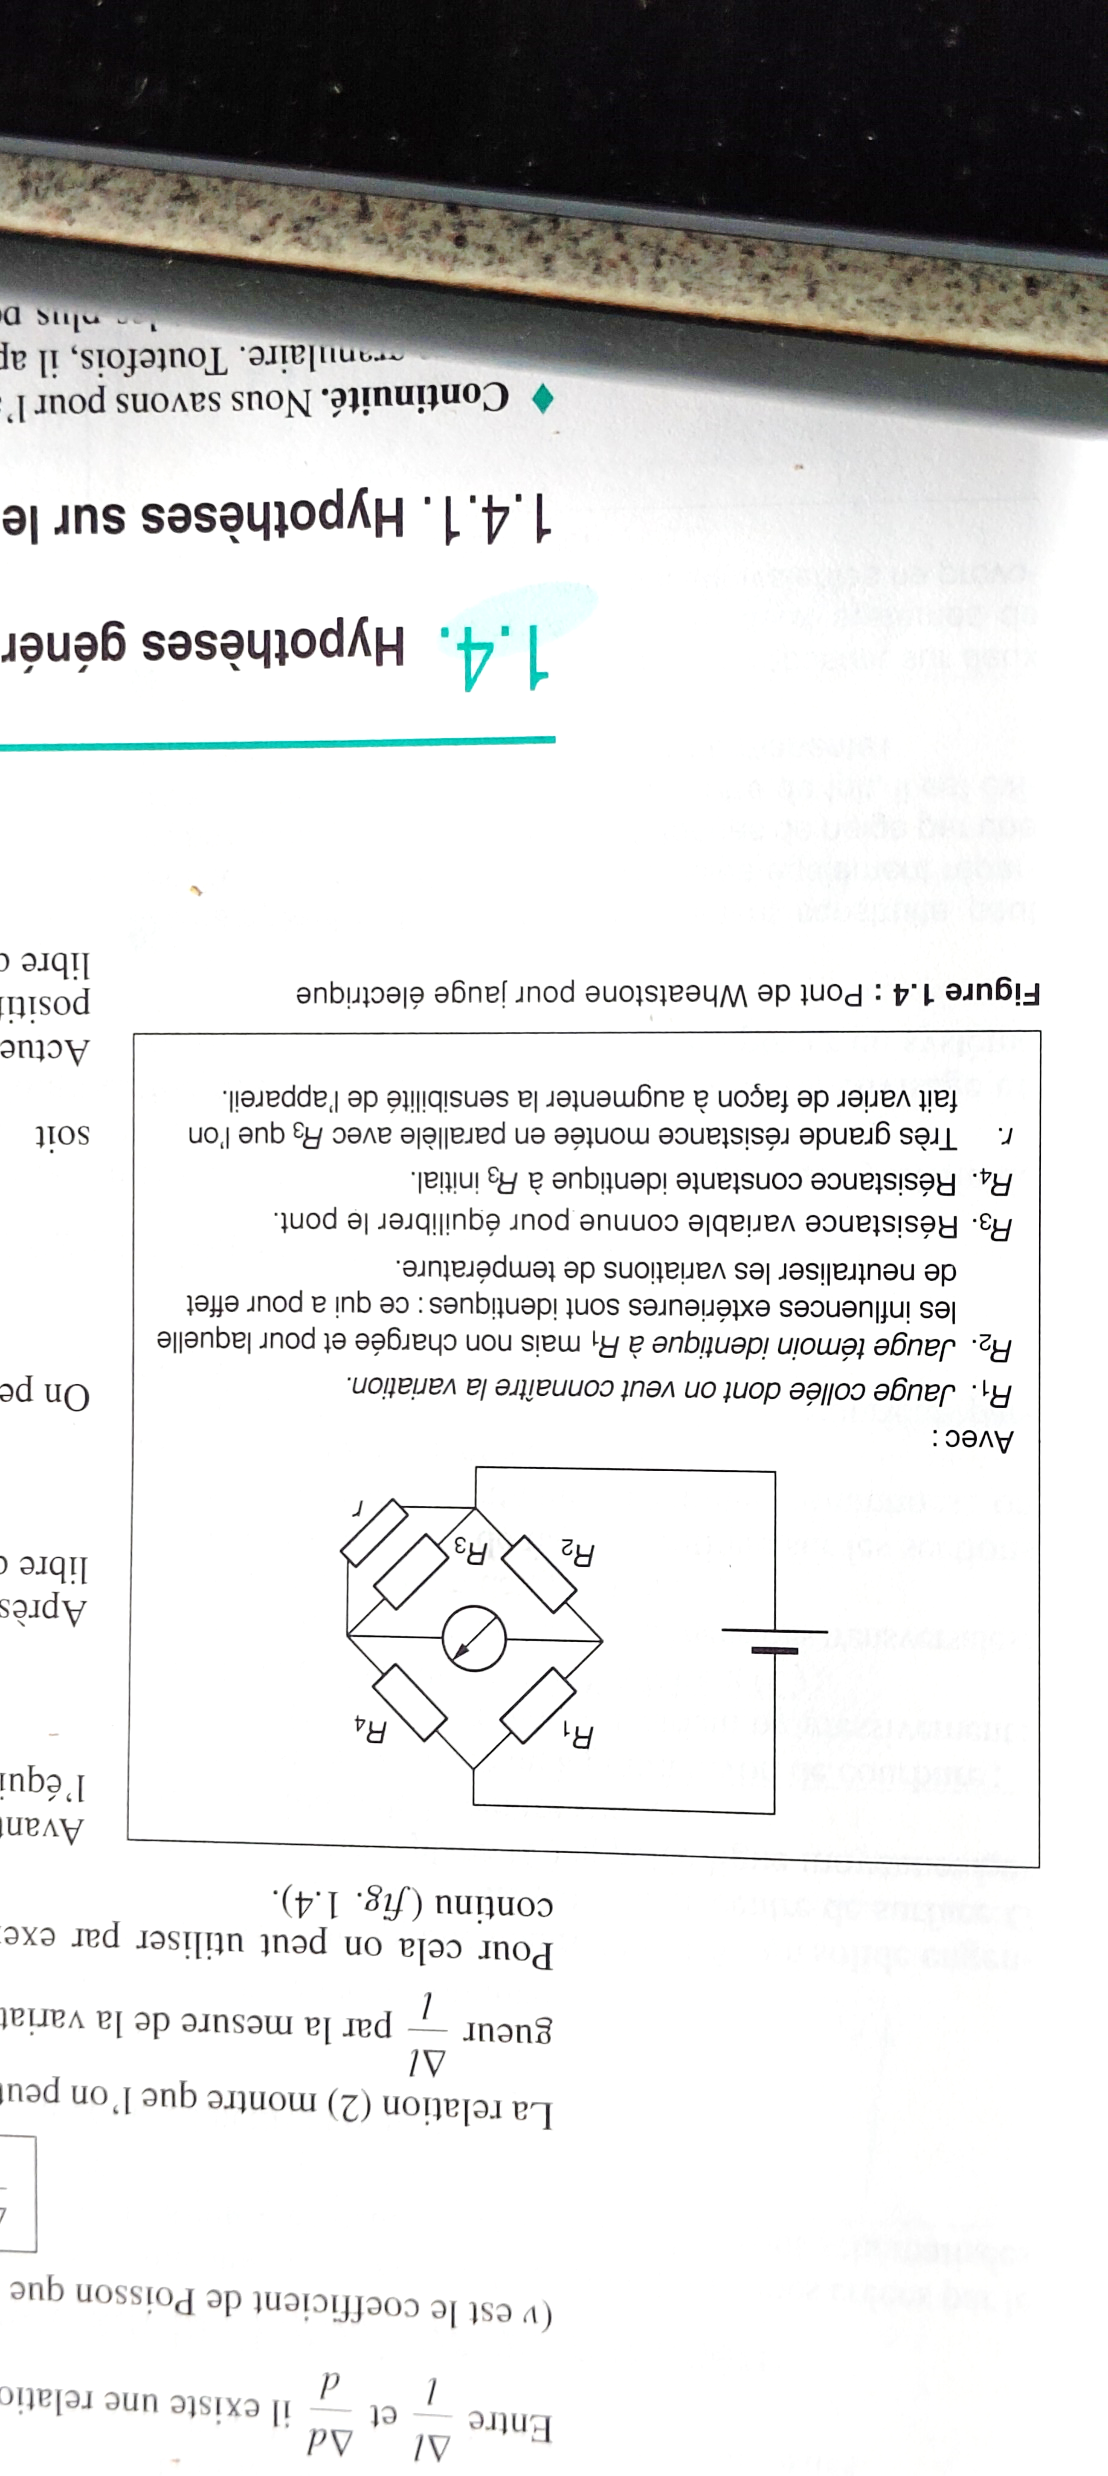 Entre Δl/l et Δd/d il existe une
(ν est le coefficient de Poisson que
La relation (2) montre que l'on
gueur Δl/l par la mesure de la
Pour cela on peut utiliser par
continu (fig. 1.4).
R1
R4
R2
R3
r
Avec :
R1. Jauge collée dont on veut connaître la variation.
R2. Jauge témoin identique à R1 mais non chargée et pour laquelle
les influences extérieures sont identiques : ce qui a pour effet
de neutraliser les variations de température.
R3. Résistance variable connue pour équilibrer le pont.
R4. Résistance constante identique à R3 initial.
r. Très grande résistance montée en parallèle avec R3 que l'on
fait varier de façon à augmenter la sensibilité de l'appareil.
Figure 1.4 : Pont de Wheatstone pour jauge électrique
Avant
l'équi
Après
libre
On pe
soit
Actue
positi
libre
1.4. Hypothèses génér
1.4.1. Hypothèses sur le
♦ Continuité. Nous savons pour l'
granulaire. Toutefois, il ap
plus